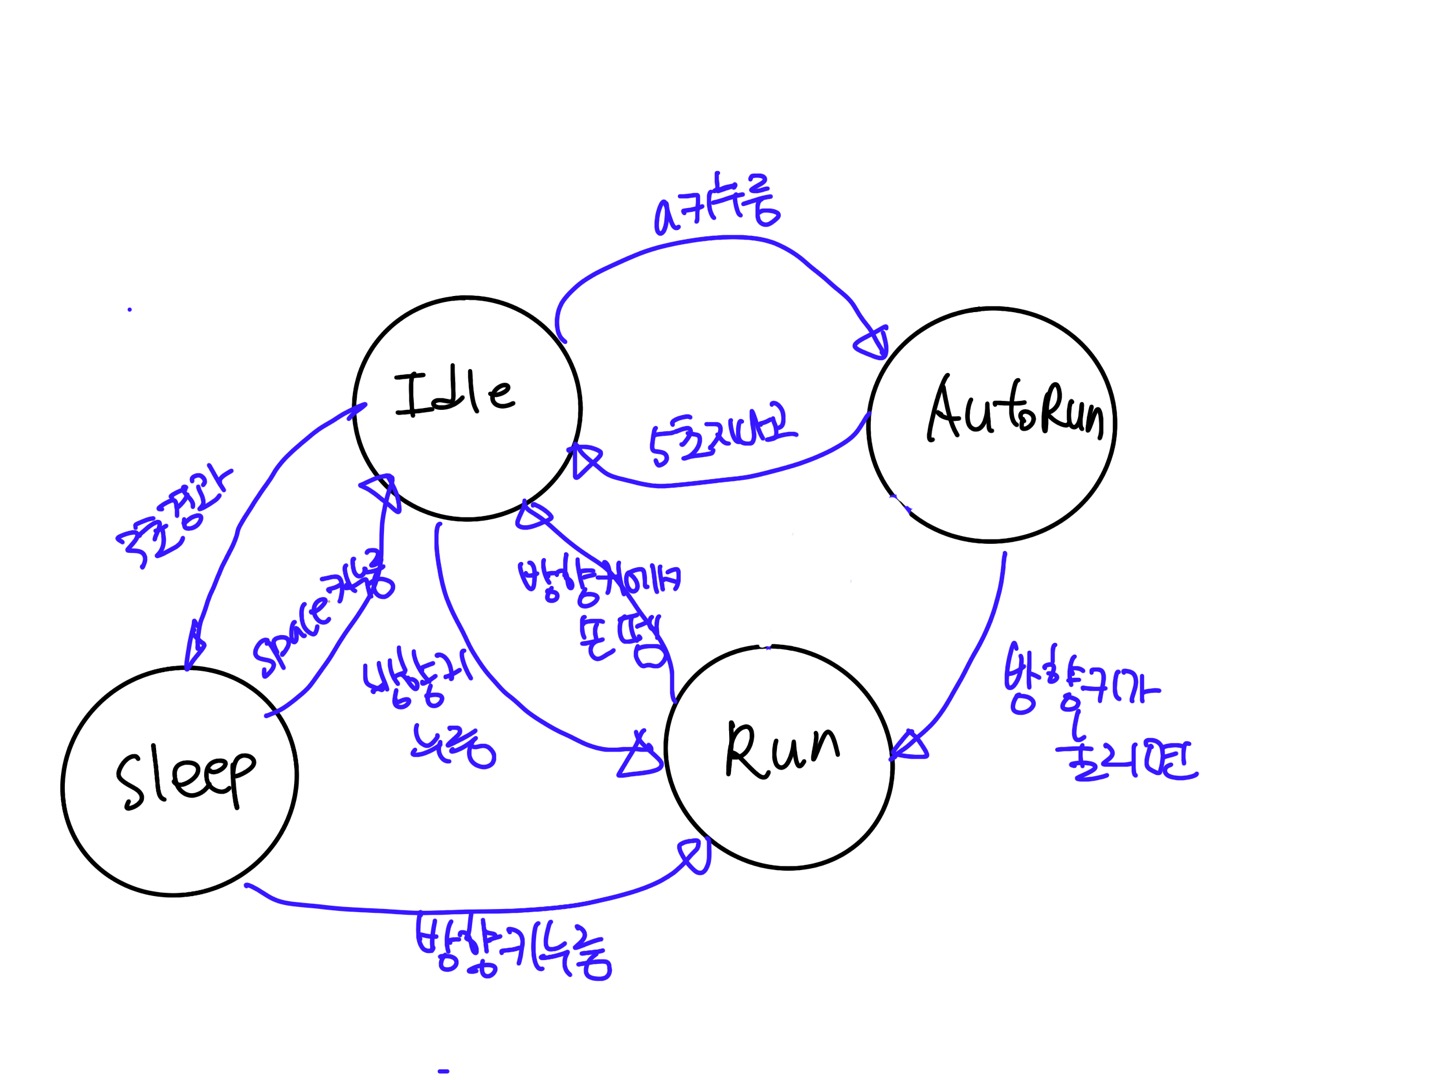 a키누름
Idle
AutoRun
5초지나고
3초경과
space키누름
방향키에서
손 뗌
방향키
누름
방향키가
눌리면
Sleep
Run
방향키누름